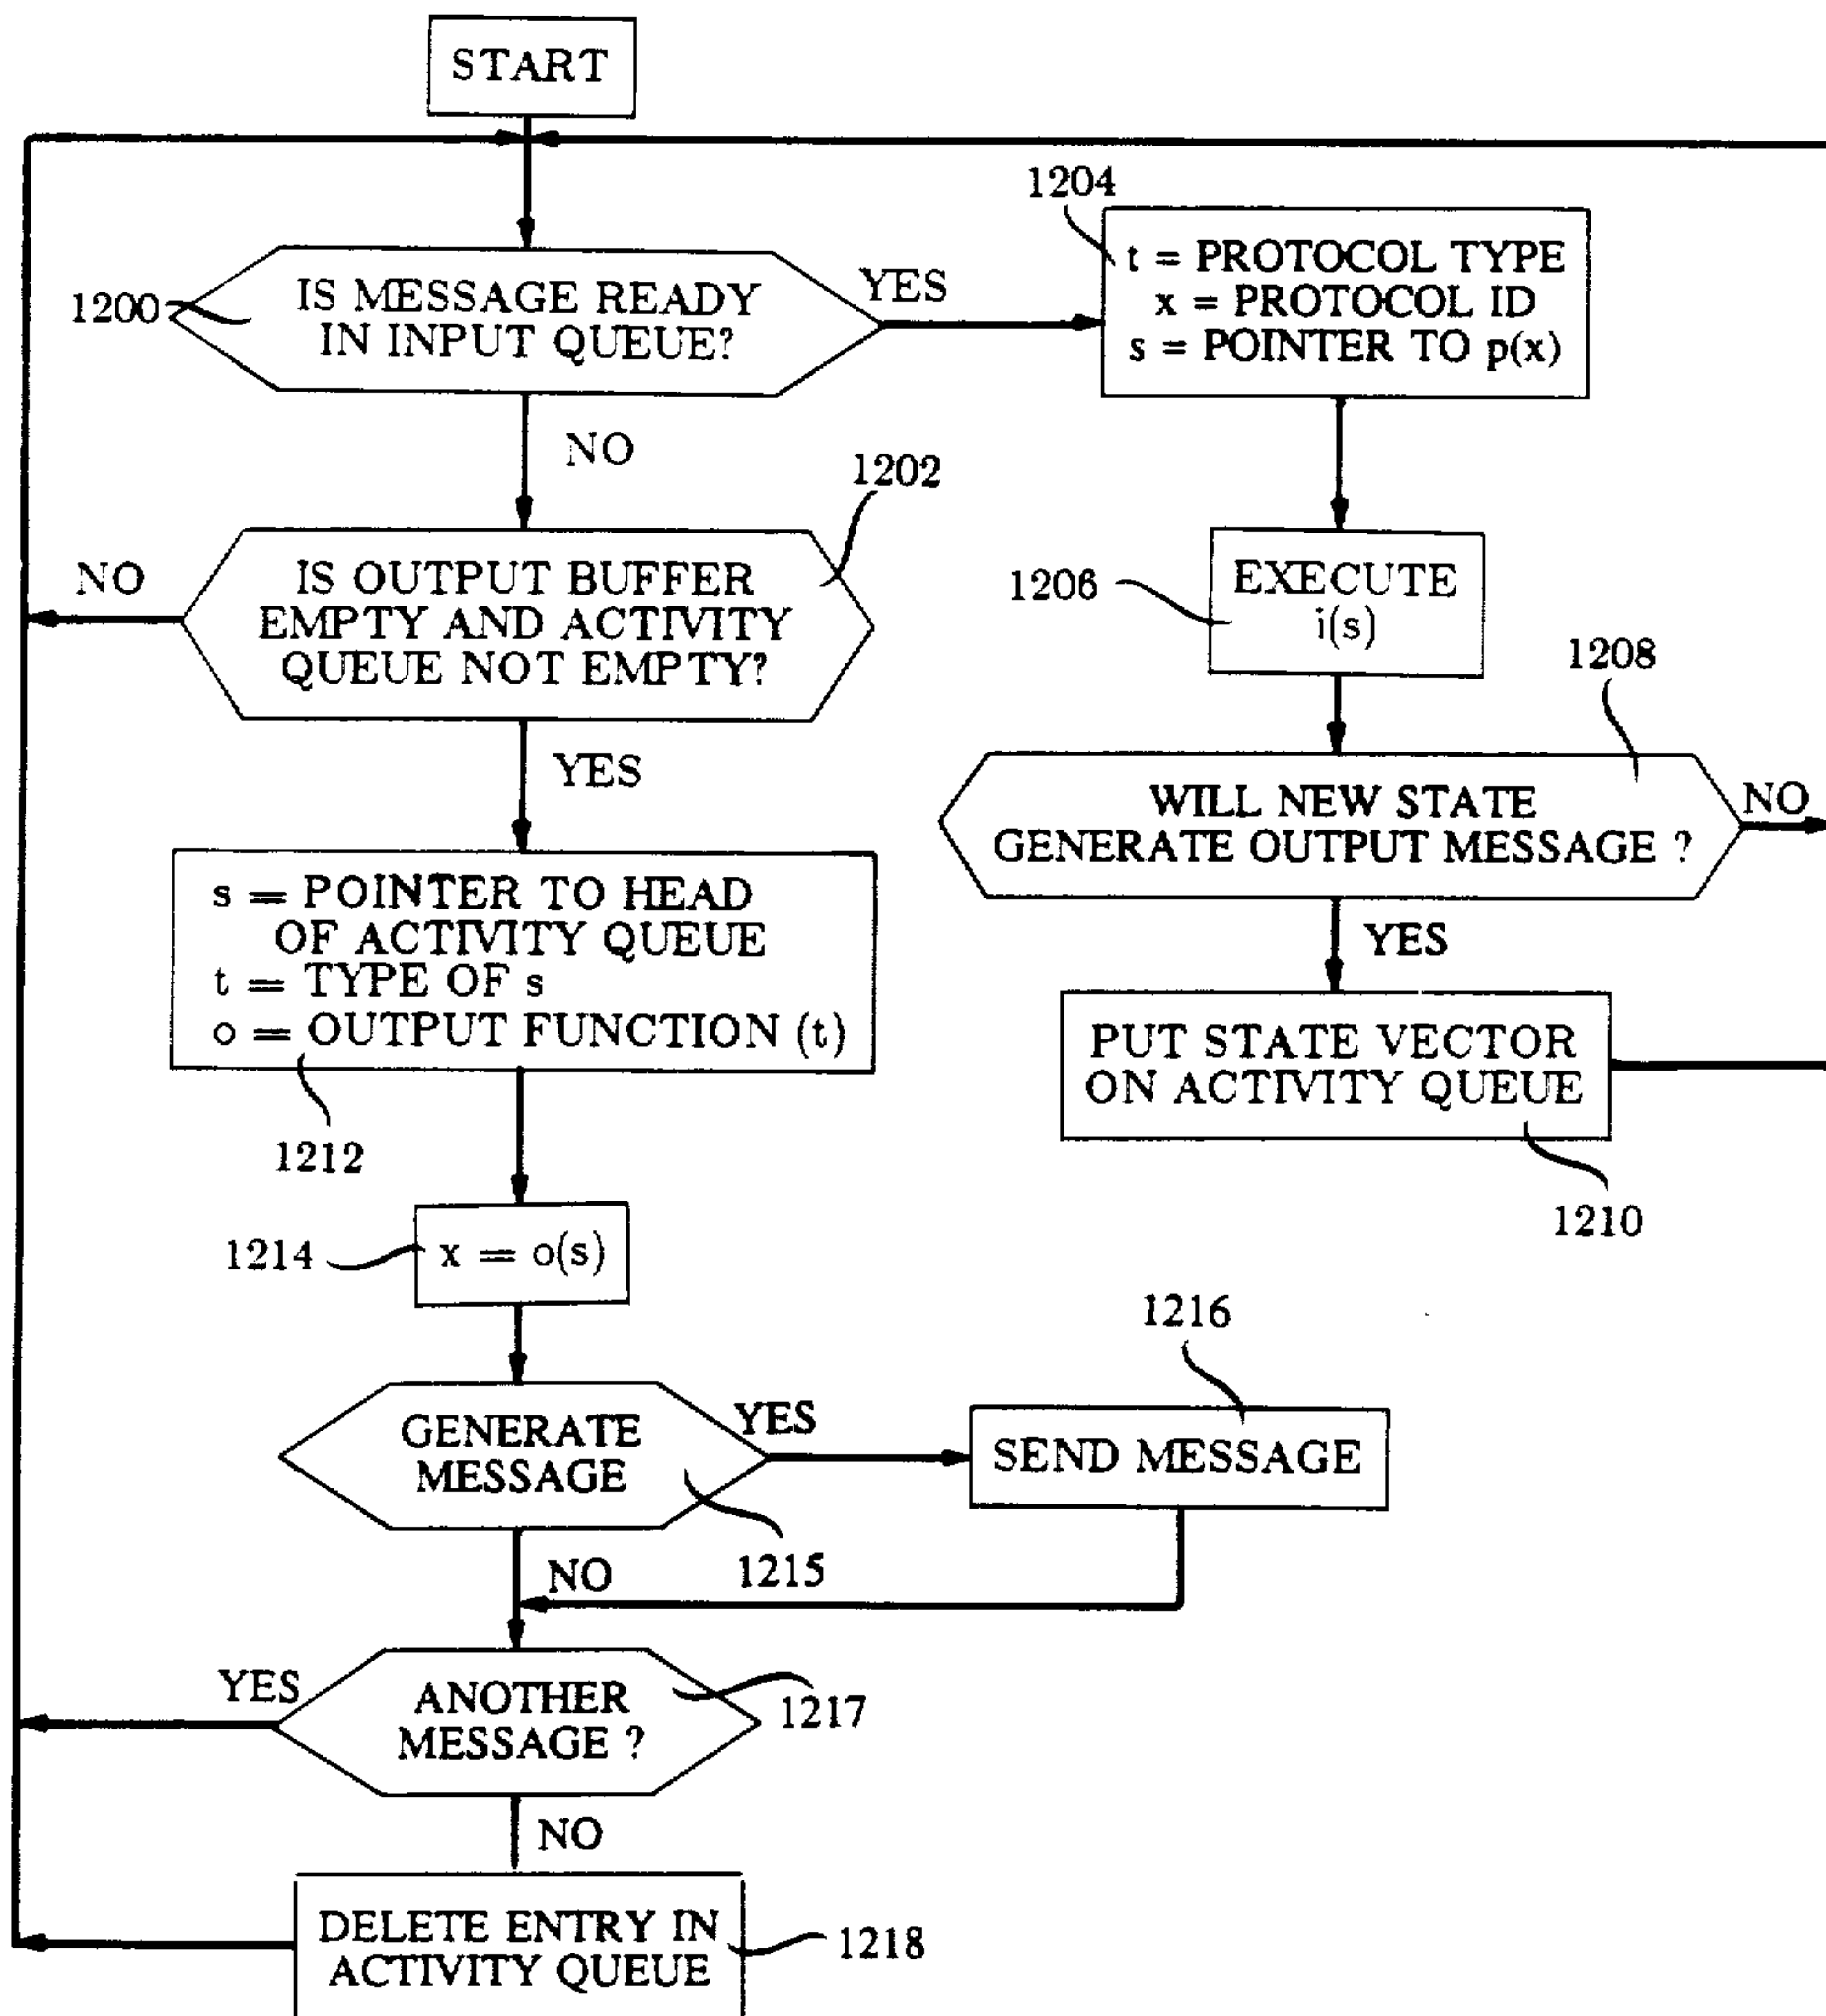 START
1204
t = PROTOCOL TYPE
x = PROTOCOL ID
s = POINTER TO p(x)
1200
IS MESSAGE READY
IN INPUT QUEUE?
YES
NO
1202
NO
IS OUTPUT BUFFER
EMPTY AND ACTIVITY
QUEUE NOT EMPTY?
YES
1206
EXECUTE
i(s)
1208
WILL NEW STATE
GENERATE OUTPUT MESSAGE ?
NO
YES
PUT STATE VECTOR
ON ACTIVITY QUEUE
1210
s = POINTER TO HEAD
OF ACTIVITY QUEUE
t = TYPE OF s
o = OUTPUT FUNCTION (t)
1212
1214
x = o(s)
GENERATE
MESSAGE
YES
1216
SEND MESSAGE
1215
NO
YES
ANOTHER
MESSAGE ?
1217
NO
DELETE ENTRY IN
ACTIVITY QUEUE
1218